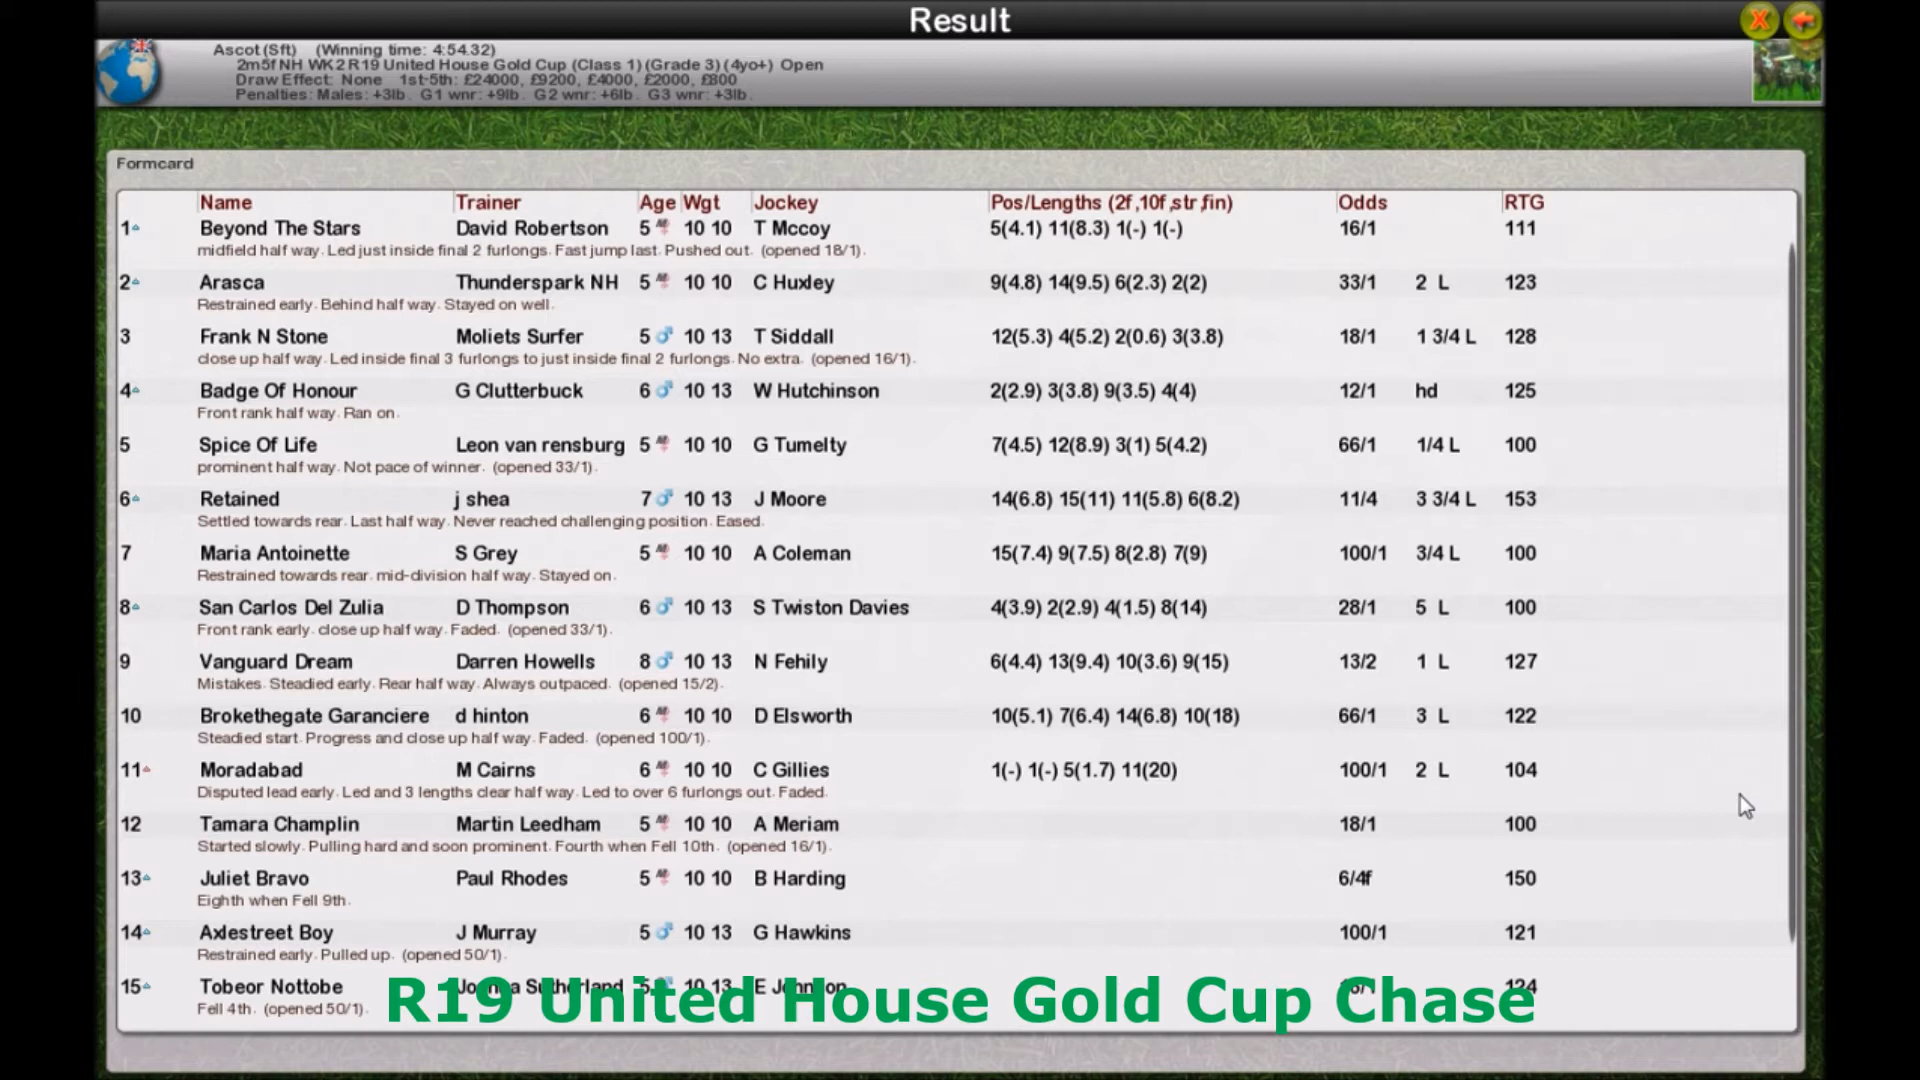 Result
Ascot (Sft) (Winning time: 4:54.32)
2m5f NH WK2 R19 United House Gold Cup (Class 1) (Grade 3) (4yo+) Open
Draw Effect: None 1st-5th: £24000, £9200, £4000, £2000, £800
Penalties: Males: +3lb. G1 wnr: +9lb. G2 wnr: +6lb. G3 wnr: +3lb.
Formcard
Name Trainer Age Wgt Jockey Pos/Lengths (2f,10f,str,fin) Odds RTG
1 Beyond The Stars David Robertson 5 10 10 T Mccoy 5(4.1) 11(8.3) 1(-) 1(-) 16/1 111
midfield half way. Led just inside final 2 furlongs. Fast jump last. Pushed out. (opened 18/1).
2 Arasca Thunderspark NH 5 10 10 C Huxley 9(4.8) 14(9.5) 6(2.3) 2(2) 33/1 2 L 123
Restrained early. Behind half way. Stayed on well.
3 Frank N Stone Moliets Surfer 5 10 13 T Siddall 12(5.3) 4(5.2) 2(0.6) 3(3.8) 18/1 1 3/4 L 128
close up half way. Led inside final 3 furlongs to just inside final 2 furlongs. No extra. (opened 16/1).
4 Badge Of Honour G Clutterbuck 6 10 13 W Hutchinson 2(2.9) 3(3.8) 9(3.5) 4(4) 12/1 hd 125
Front rank half way. Ran on.
5 Spice Of Life Leon van rensburg 5 10 10 G Tumelty 7(4.5) 12(8.9) 3(1) 5(4.2) 66/1 1/4 L 100
prominent half way. Not pace of winner. (opened 33/1).
6 Retained j shea 7 10 13 J Moore 14(6.8) 15(11) 11(5.8) 6(8.2) 11/4 3 3/4 L 153
Settled towards rear. Last half way. Never reached challenging position. Eased.
7 Maria Antoinette S Grey 5 10 10 A Coleman 15(7.4) 9(7.5) 8(2.8) 7(9) 100/1 3/4 L 100
Restrained towards rear. mid-division half way. Stayed on.
8 San Carlos Del Zulia D Thompson 6 10 13 S Twiston Davies 4(3.9) 2(2.9) 4(1.5) 8(14) 28/1 5 L 100
Front rank early. close up half way. Faded. (opened 33/1).
9 Vanguard Dream Darren Howells 8 10 13 N Fehily 6(4.4) 13(9.4) 10(3.6) 9(15) 13/2 1 L 127
Mistakes. Steadied early. Rear half way. Always outpaced. (opened 15/2).
10 Brokethegate Garanciere d hinton 6 10 10 D Elsworth 10(5.1) 7(6.4) 14(6.8) 10(18) 66/1 3 L 122
Steadied start. Progress and close up half way. Faded. (opened 100/1).
11 Moradabad M Cairns 6 10 10 C Gillies 1(-) 1(-) 5(1.7) 11(20) 100/1 2 L 104
Disputed lead early. Led and 3 lengths clear half way. Led to over 6 furlongs out. Faded.
12 Tamara Champlin Martin Leedham 5 10 10 A Meriam 18/1 100
Started slowly. Pulling hard and soon prominent. Fourth when Fell 10th. (opened 16/1).
13 Juliet Bravo Paul Rhodes 5 10 10 B Harding 6/4f 150
Eighth when Fell 9th.
14 Axlestreet Boy J Murray 5 10 13 G Hawkins 100/1 121
Restrained early. Pulled up. (opened 50/1).
15 Tobeor Nottobe Sutherland 5 10 13 E 124
Fell 4th. (opened 50/1).
R19 United House Gold Cup Chase